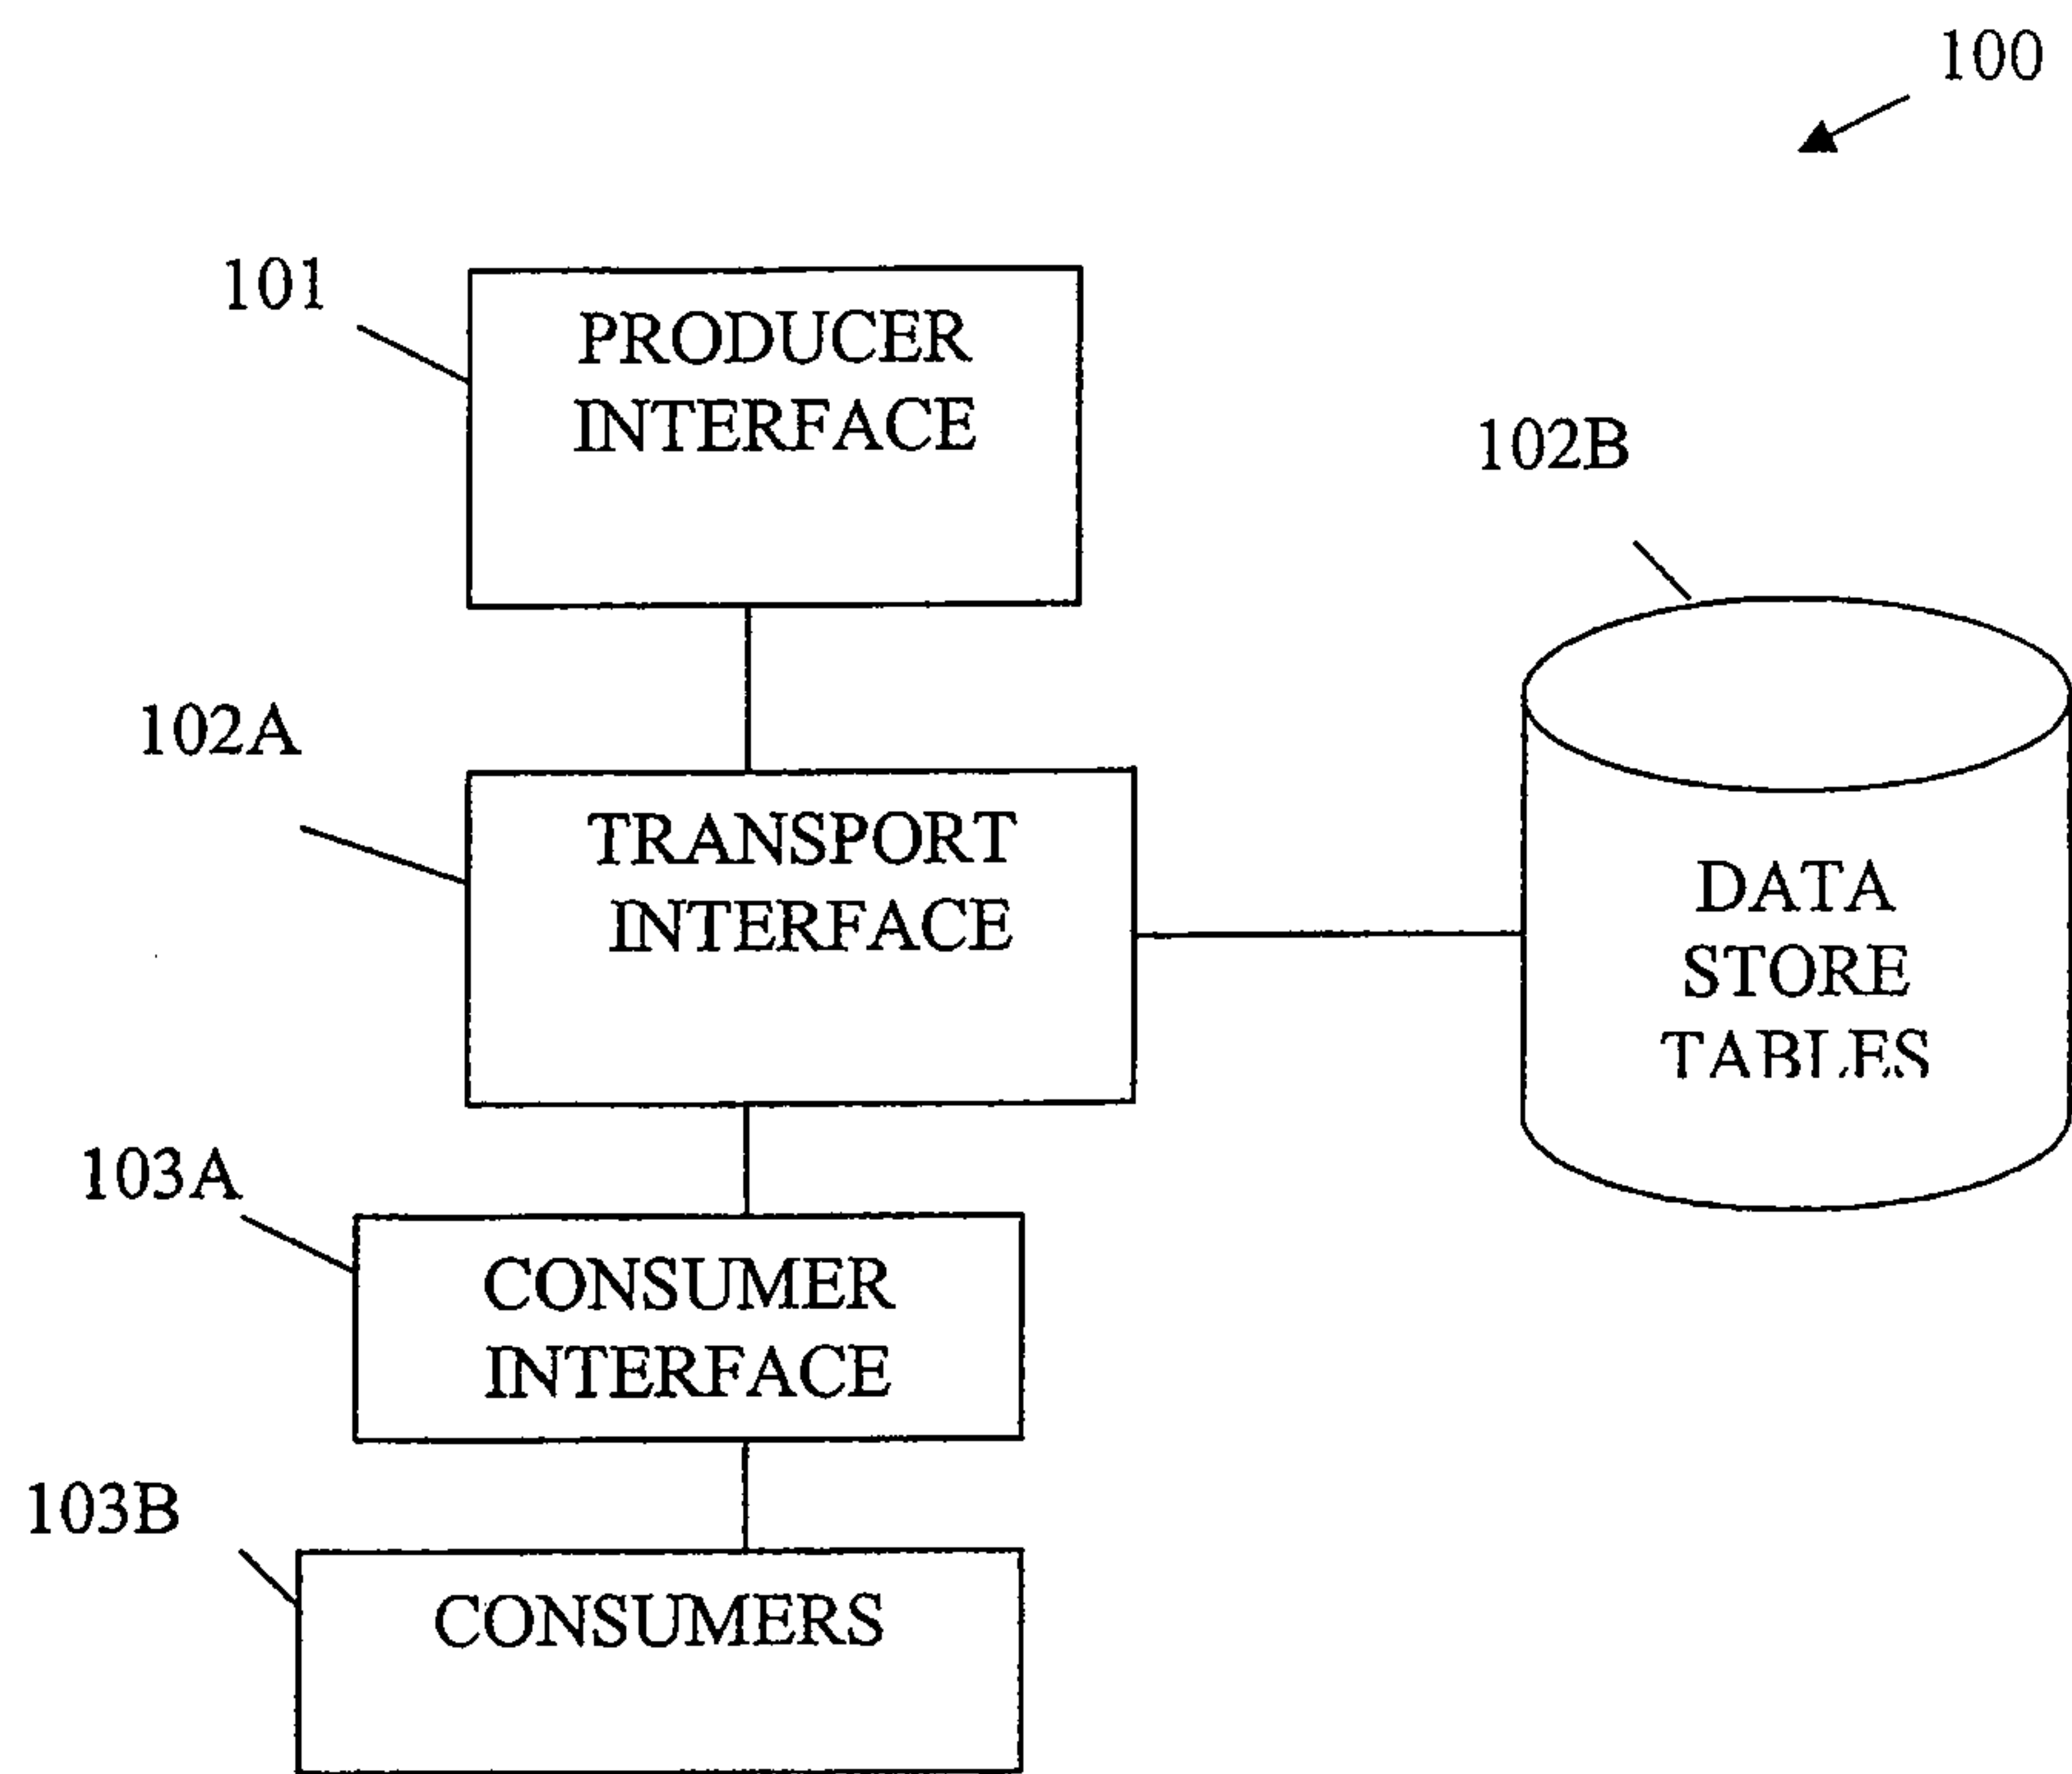 100
101
PRODUCER
INTERFACE
102B
102A
TRANSPORT
INTERFACE
DATA
STORE
TABLES
103A
CONSUMER
INTERFACE
103B
CONSUMERS